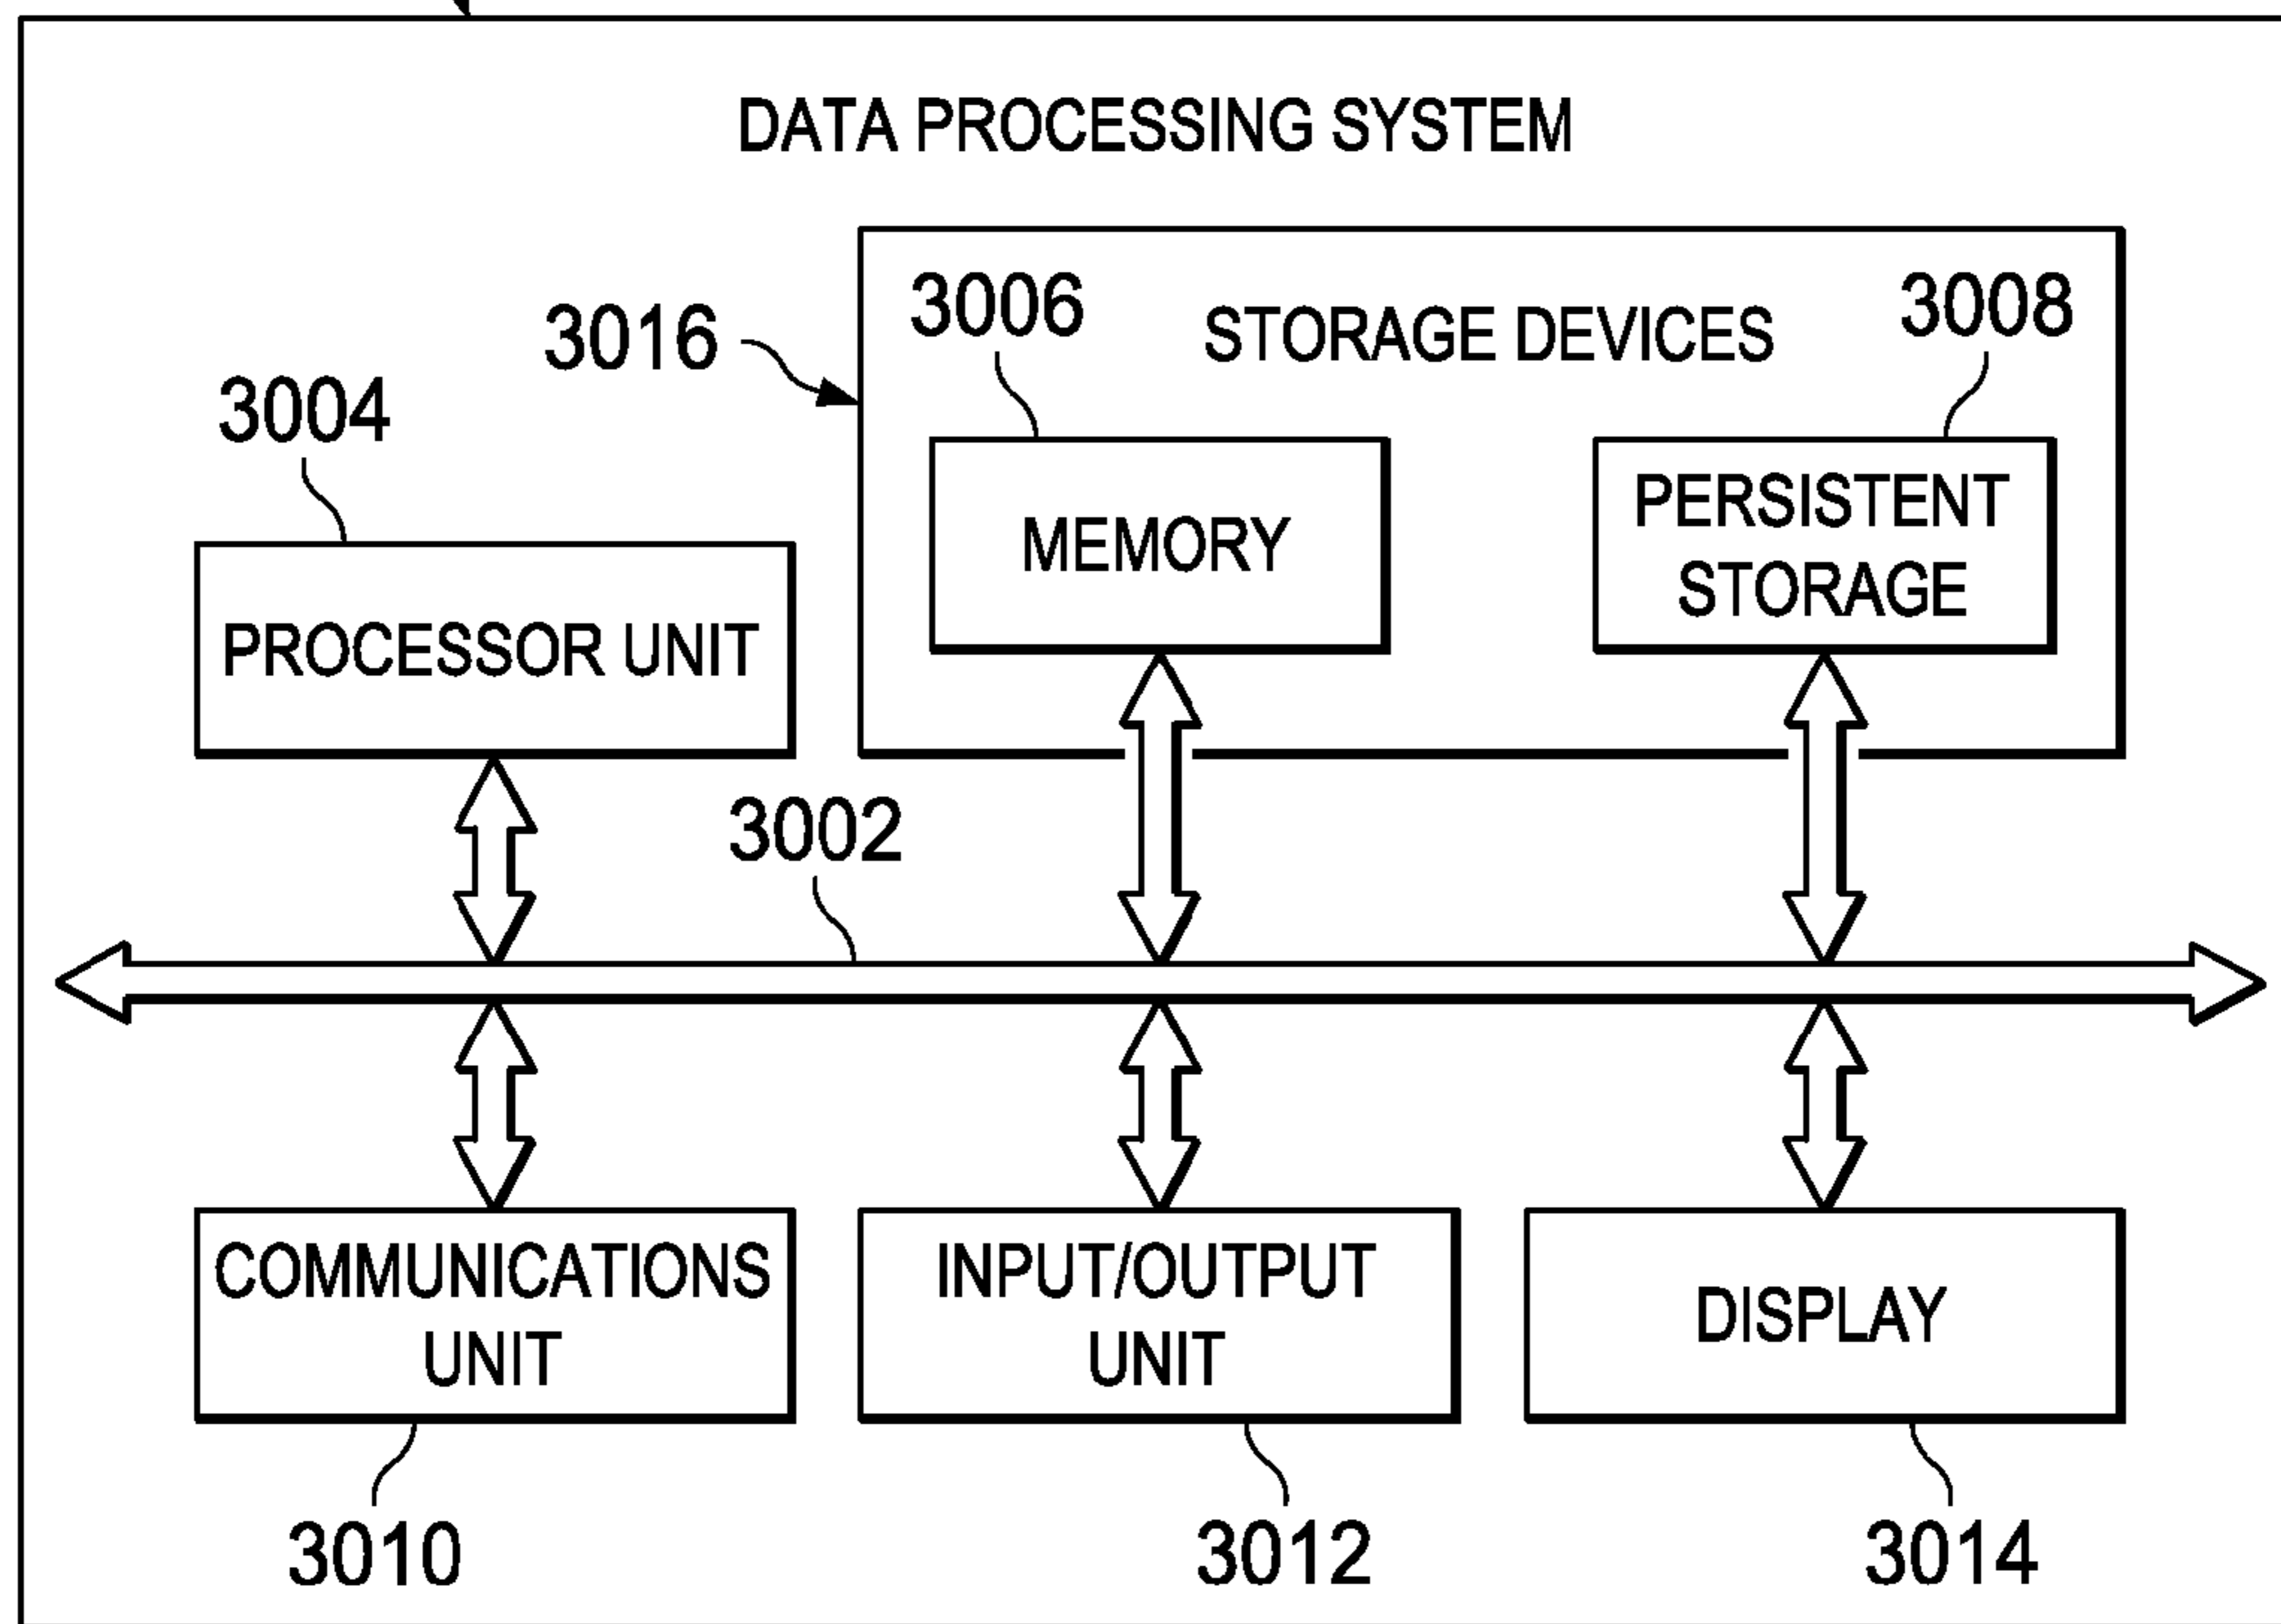 DATA PROCESSING SYSTEM
3016
3006
STORAGE DEVICES
3008
3004
MEMORY
PERSISTENT
STORAGE
PROCESSOR UNIT
3002
COMMUNICATIONS
UNIT
INPUT/OUTPUT
UNIT
DISPLAY
3010
3012
3014